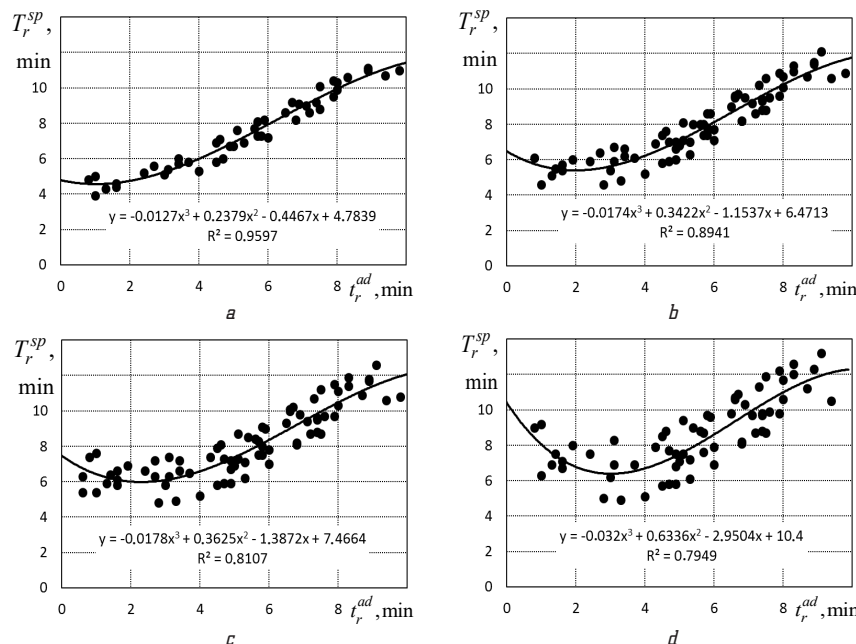 T_r^{sp},
min
10
8
6
4
2
0
y = -0.0127x³ + 0.2379x² - 0.4467x + 4.7839
R² = 0.9597
0 2 4 6 8 t_r^{ad}, min
a
T_r^{sp},
min
10
8
6
4
2
0
y = -0.0174x³ + 0.3422x² - 1.1537x + 6.4713
R² = 0.8941
0 2 4 6 8 t_r^{ad}, min
b
T_r^{sp},
min
10
8
6
4
2
0
y = -0.0178x³ + 0.3625x² - 1.3872x + 7.4664
R² = 0.8107
0 2 4 6 8 t_r^{ad}, min
c
T_r^{sp},
min
10
8
6
4
2
0
y = -0.032x³ + 0.6336x² - 2.9504x + 10.4
R² = 0.7949
0 2 4 6 8 t_r^{ad}, min
d